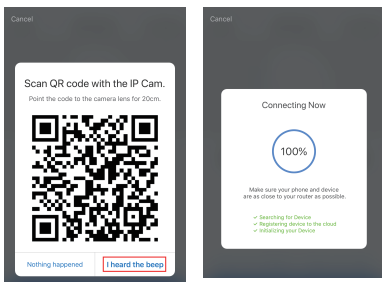 Cancel
Scan QR code with the IP Cam.
Point the code to the camera lens for 20cm.
Nothing happened
I heard the beep
Cancel
Connecting Now
100%
Make sure your phone and device
are as close to your router as possible.
✓ Searching for Device
✓ Registering device to the cloud
✓ Initializing your Device